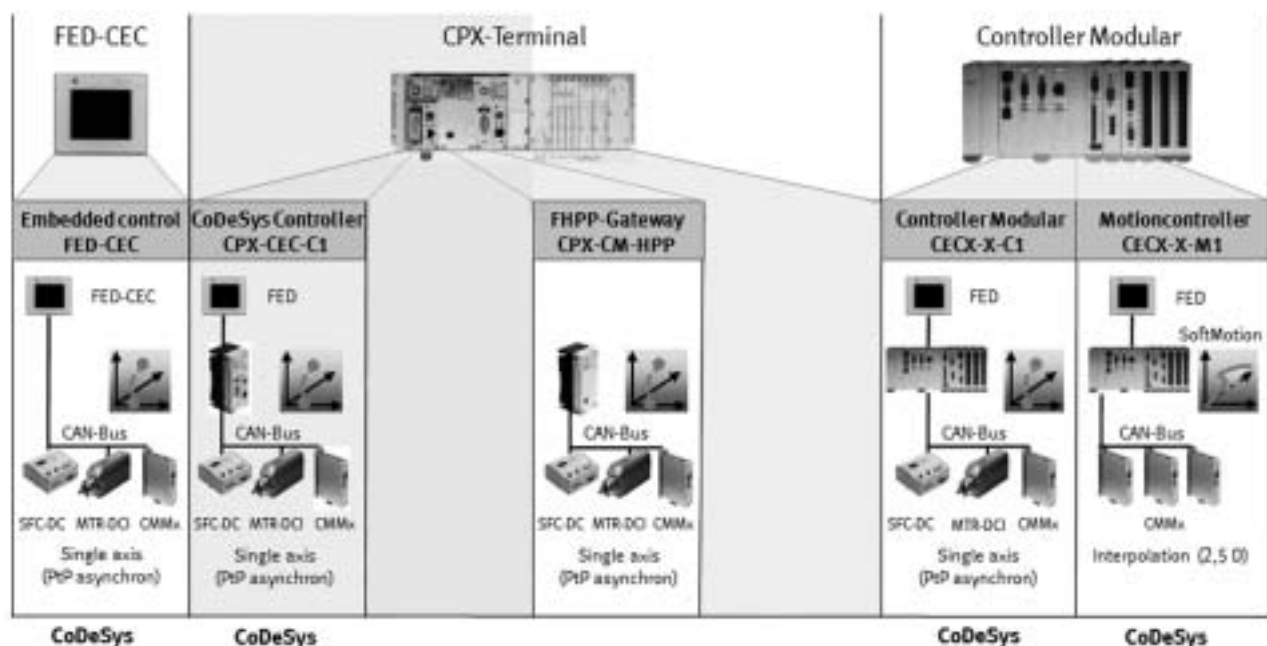 FED-CEC
CPX-Terminal
Controller Modular
Embedded control
FED-CEC
CoDeSys Controller
CPX-CEC-C1
FHPP-Gateway
CPX-CM-HPP
Controller Modular
CECX-X-C1
Motioncontroller
CECX-X-M1
FED-CEC
CAN-Bus
SFC-DC MTR-DCI CMMx
Single axis
(PtP asynchron)
FED
CAN-Bus
SFC-DC MTR-DCI CMMx
Single axis
(PtP asynchron)
CAN-Bus
SFC-DC MTR-DCI CMMx
Single axis
(PtP asynchron)
FED
CAN-Bus
SFC-DC MTR-DCI CMMx
Single axis
(PtP asynchron)
FED
SoftMotion
CAN-Bus
CMMx
Interpolation (2,5 D)
CoDeSys
CoDeSys
CoDeSys
CoDeSys